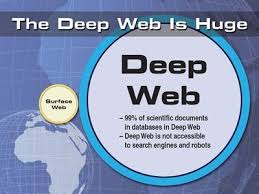 The Deep Web Is Huge
Surface
Web
Deep
Web
– 99% of scientific documents
in databases in Deep Web
– Deep Web is not accessible
to search engines and robots